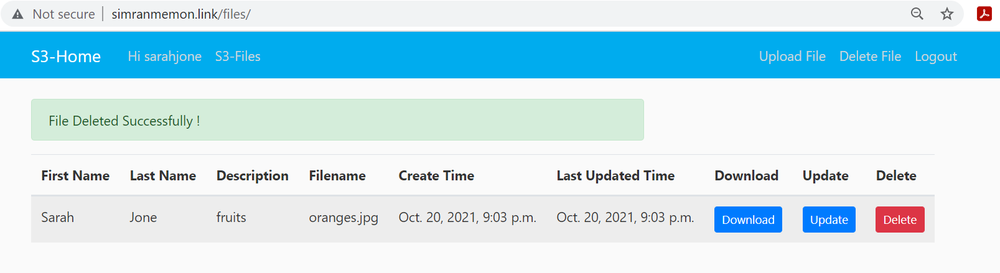 Not secure | simranmemon.link/files/
S3-Home Hi sarahjone S3-Files Upload File Delete File Logout
File Deleted Successfully !
First Name Last Name Description Filename Create Time Last Updated Time Download Update Delete
Sarah Jone fruits oranges.jpg Oct. 20, 2021, 9:03 p.m. Oct. 20, 2021, 9:03 p.m. Download Update Delete